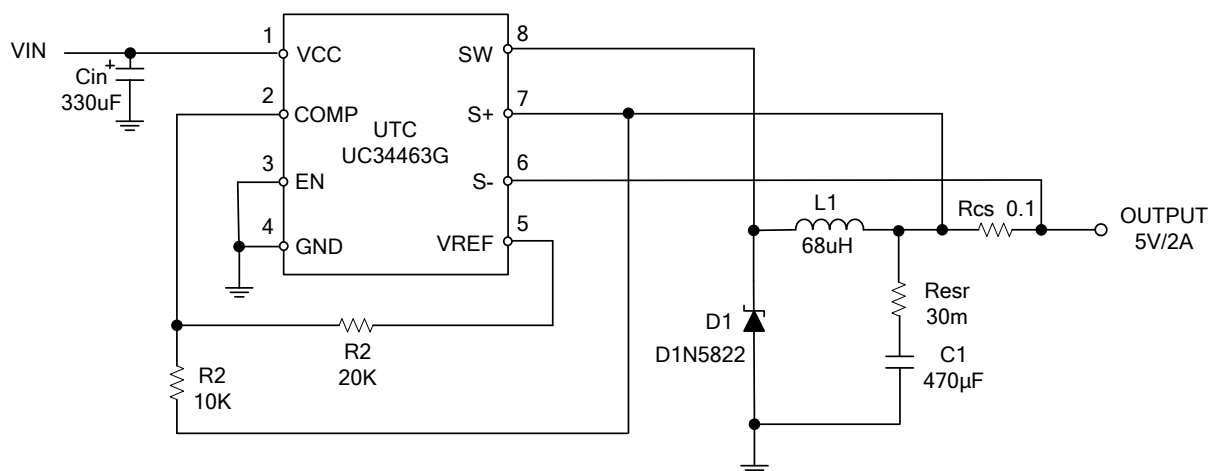 VIN
Cin
+
330uF
1
VCC
2
COMP
3
EN
4
GND
UTC
UC34463G
8
SW
7
S+
6
S-
5
VREF
L1
68uH
Rcs 0.1
OUTPUT
5V/2A
Resr
30m
D1
D1N5822
C1
470µF
R2
20K
R2
10K